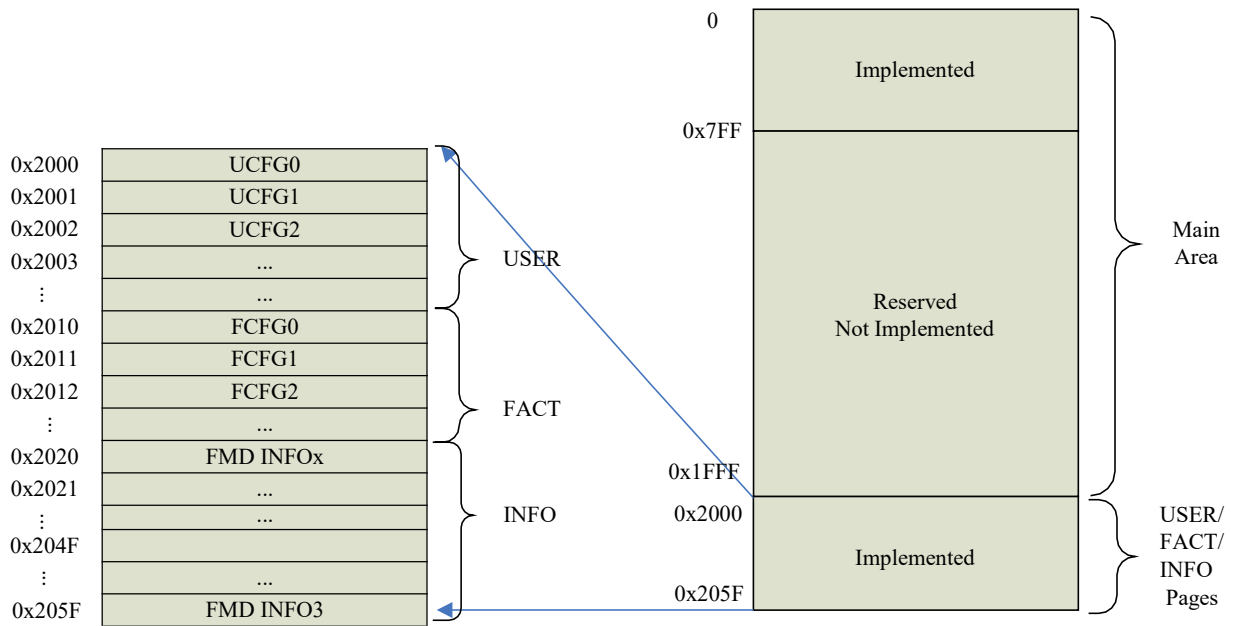 0x2000 UCFG0
0x2001 UCFG1
0x2002 UCFG2
0x2003 ...
⋮ ...
USER
0x2010 FCFG0
0x2011 FCFG1
0x2012 FCFG2
⋮ ...
FACT
0x2020 FMD INFOx
0x2021 ...
⋮ ...
0x204F
⋮ ...
0x205F FMD INFO3
INFO
0
Implemented
0x7FF
Reserved
Not Implemented
0x1FFF
Main
Area
0x2000
Implemented
0x205F
USER/
FACT/
INFO
Pages